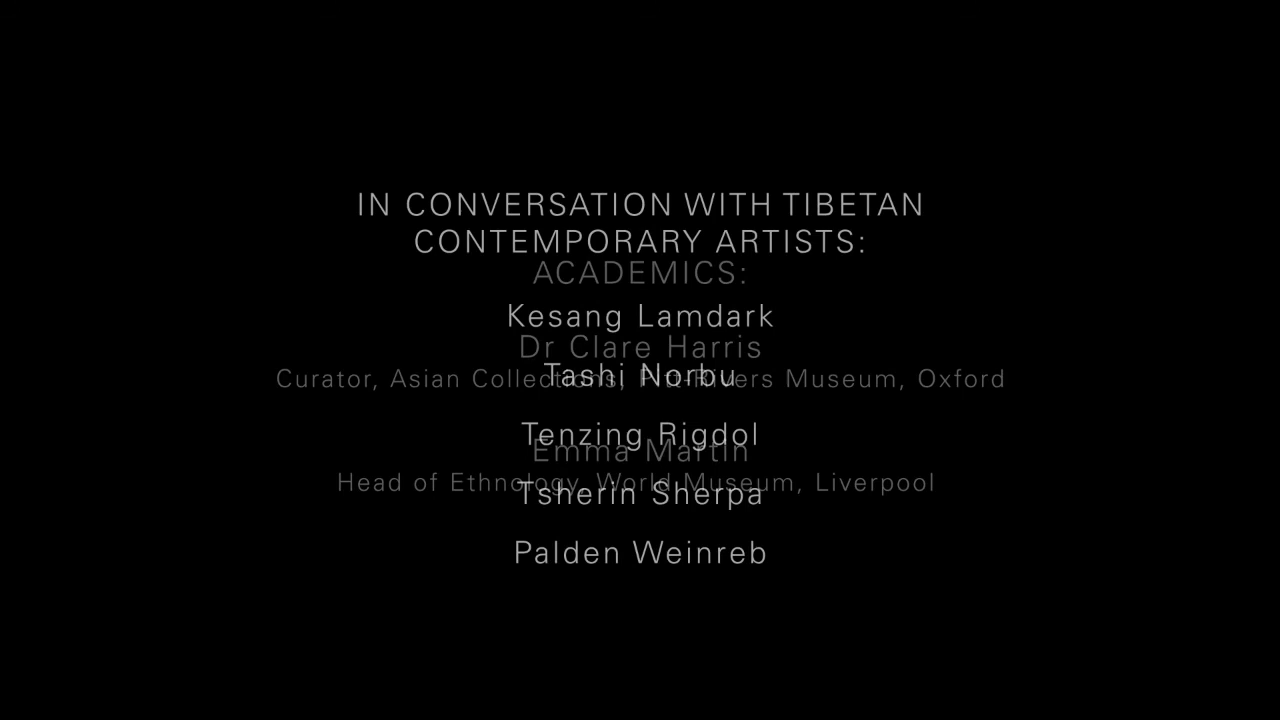 IN CONVERSATION WITH TIBETAN
CONTEMPORARY ARTISTS:
ACADEMICS:
Kesang Lamdark
Dr Clare Harris
Tashi Norbu
Curator, Asian Collections, Pitt-Rivers Museum, Oxford
Tenzing Rigdol
Emma Martin
Head of Ethnology, World Museum, Liverpool
Tsherin Sherpa
Palden Weinreb